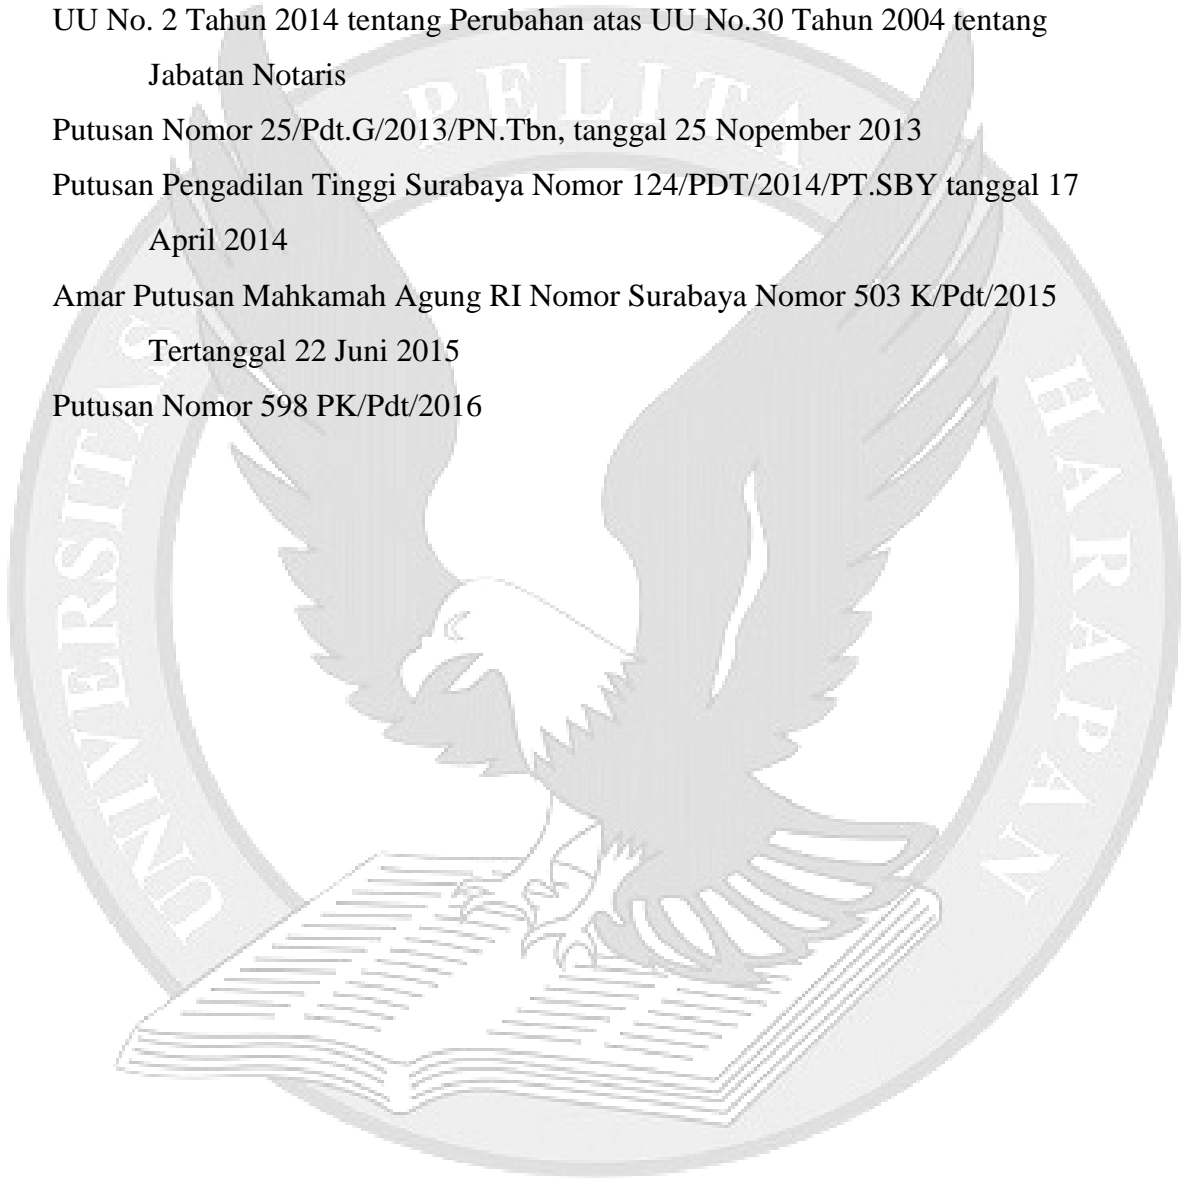 UU No. 2 Tahun 2014 tentang Perubahan atas UU No.30 Tahun 2004 tentang
Jabatan Notaris
Putusan Nomor 25/Pdt.G/2013/PN.Tbn, tanggal 25 Nopember 2013
Putusan Pengadilan Tinggi Surabaya Nomor 124/PDT/2014/PT.SBY tanggal 17
April 2014
Amar Putusan Mahkamah Agung RI Nomor Surabaya Nomor 503 K/Pdt/2015
Tertanggal 22 Juni 2015
Putusan Nomor 598 PK/Pdt/2016
UNIVERSITAS PELITA HARAPAN